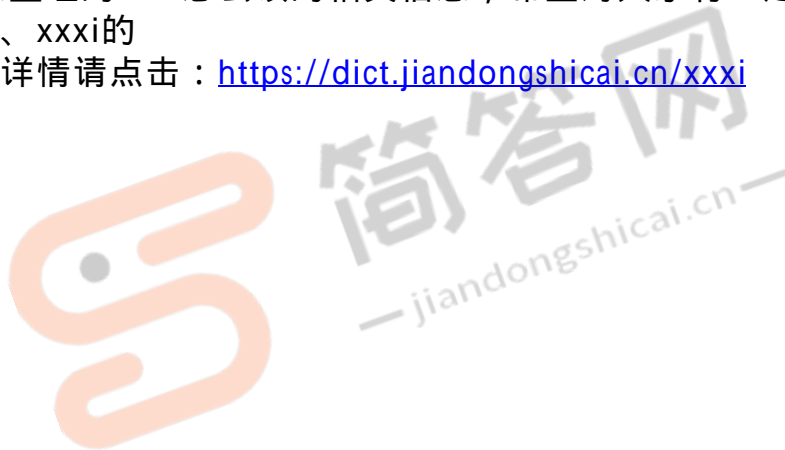 、xxxi的
详情请点击：https://dict.jiandongshicai.cn/xxxi
简答网
jiandongshicai.cn